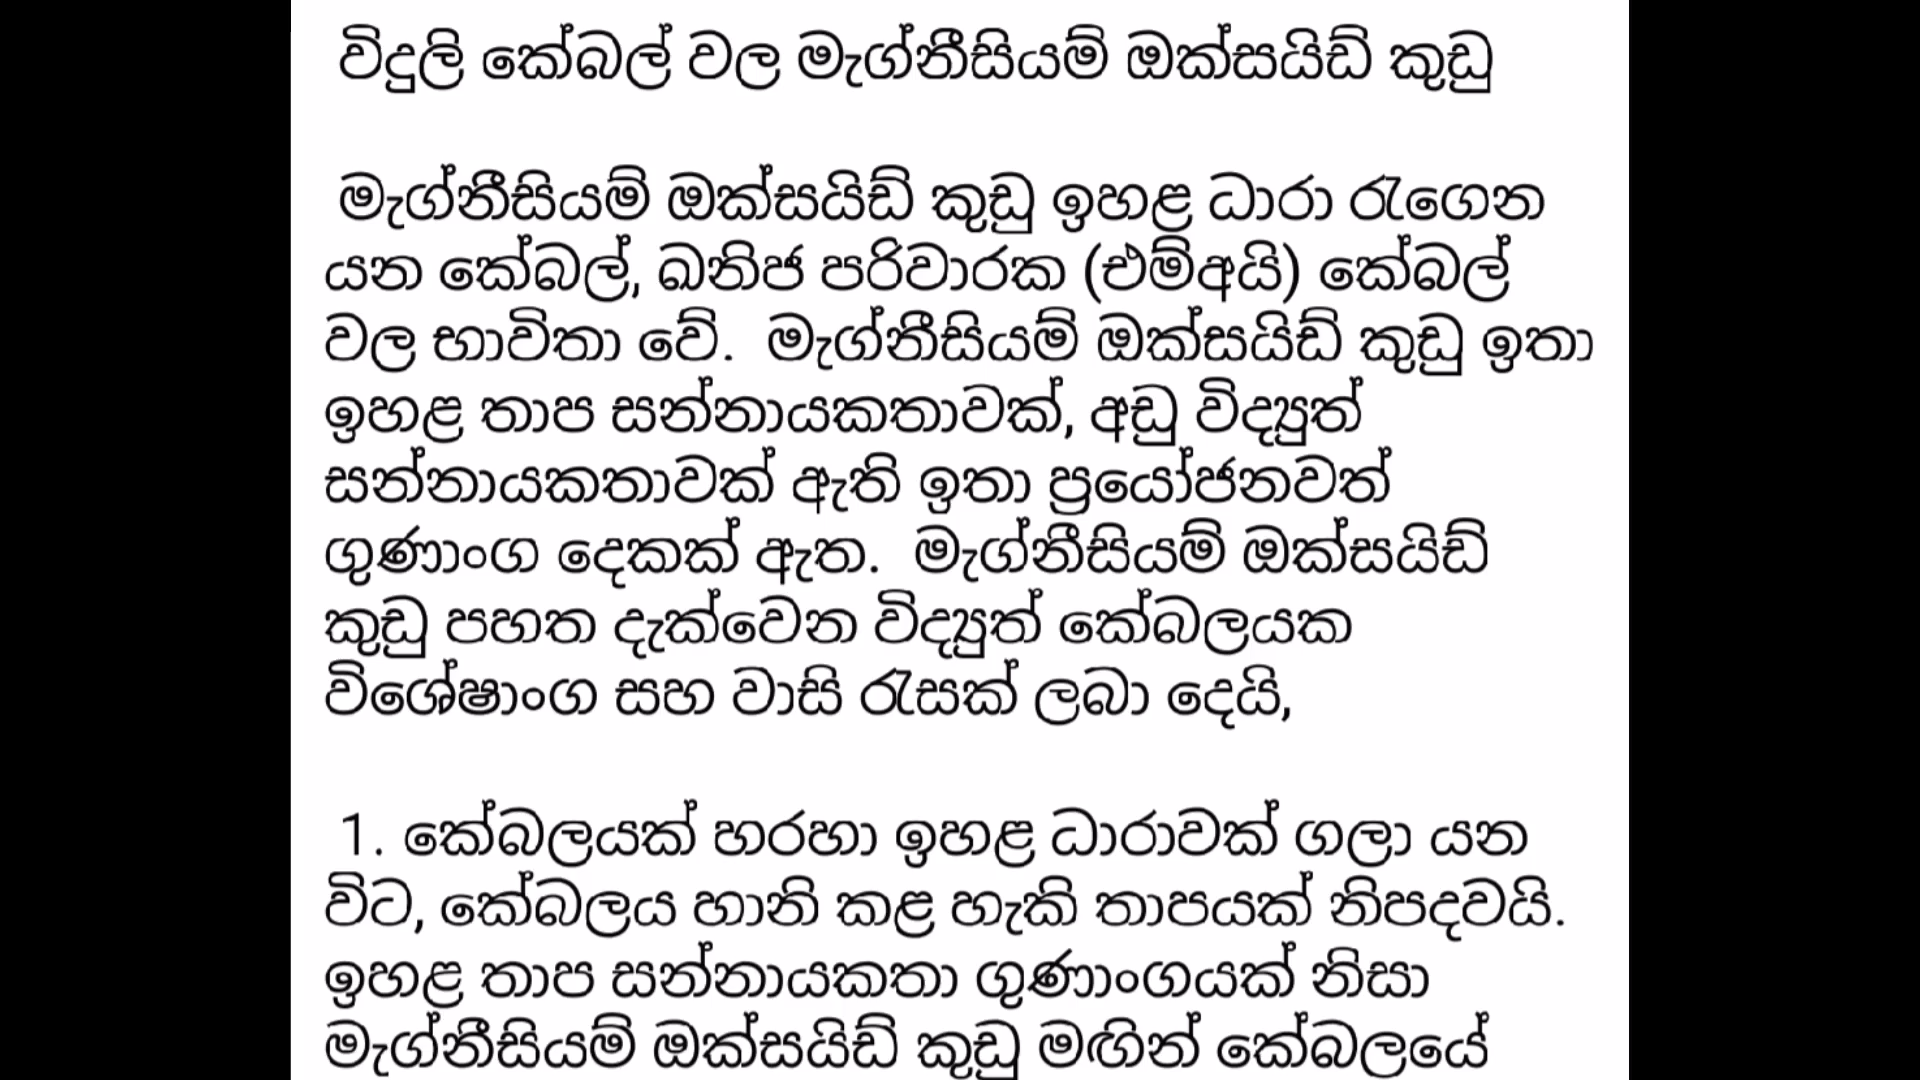 විදුලි කේබල් වල මැග්නීසියම් ඔක්සයිඩ් කුඩු
මැග්නීසියම් ඔක්සයිඩ් කුඩු ඉහළ ධාරා රැගෙන
යන කේබල්, ඛනිජ පරිවාරක (එම්අයි) කේබල්
වල භාවිතා වේ. මැග්නීසියම් ඔක්සයිඩ් කුඩු ඉතා
ඉහළ තාප සන්නායකතාවක්, අඩු විද්‍යුත්
සන්නායකතාවක් ඇති ඉතා ප්‍රයෝජනවත්
ගුණාංග දෙකක් ඇත. මැග්නීසියම් ඔක්සයිඩ්
කුඩු පහත දැක්වෙන විද්‍යුත් කේබලයක
විශේෂාංග සහ වාසි රැසක් ලබා දෙයි,
1. කේබලයක් හරහා ඉහළ ධාරාවක් ගලා යන
විට, කේබලය හානි කළ හැකි තාපයක් නිපදවයි.
ඉහළ තාප සන්නායකතා ගුණාංගයක් නිසා
මැග්නීසියම් ඔක්සයිඩ් කුඩු මඟින් කේබලයේ